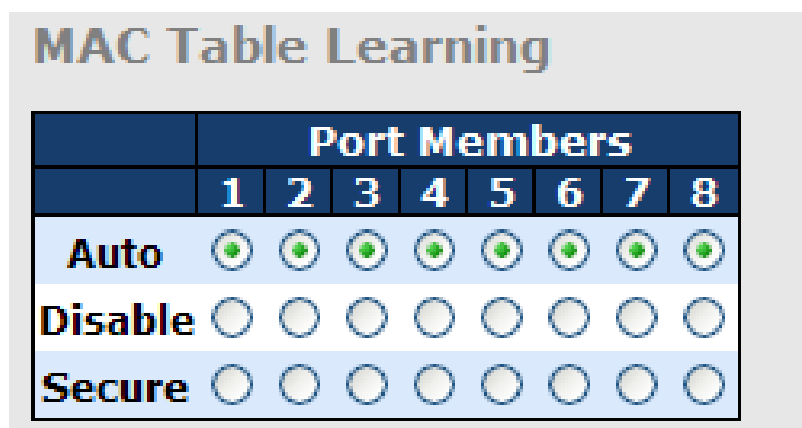 MAC Table Learning
Port Members
1 2 3 4 5 6 7 8
Auto
Disable
Secure